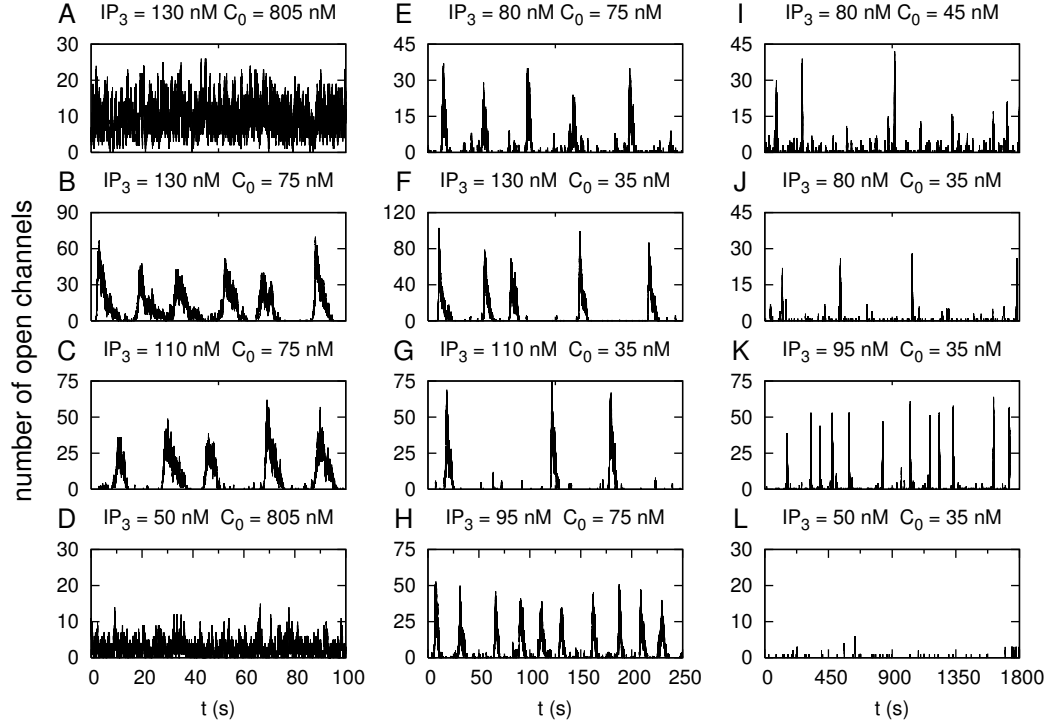 A IP3 = 130 nM C0 = 805 nM
30
20
10
0
0 20 40 60 80 100
B IP3 = 130 nM C0 = 75 nM
90
60
30
0
C IP3 = 110 nM C0 = 75 nM
75
50
25
0
D IP3 = 50 nM C0 = 805 nM
30
20
10
0
0 20 40 60 80 100
t (s)
number of open channels
E IP3 = 80 nM C0 = 75 nM
45
30
15
0
F IP3 = 130 nM C0 = 35 nM
120
80
40
0
G IP3 = 110 nM C0 = 35 nM
75
50
25
0
H IP3 = 95 nM C0 = 75 nM
75
50
25
0
0 50 100 150 200 250
t (s)
I IP3 = 80 nM C0 = 45 nM
45
30
15
0
J IP3 = 80 nM C0 = 35 nM
45
30
15
0
K IP3 = 95 nM C0 = 35 nM
75
50
25
0
L IP3 = 50 nM C0 = 35 nM
30
20
10
0
0 450 900 1350 1800
t (s)